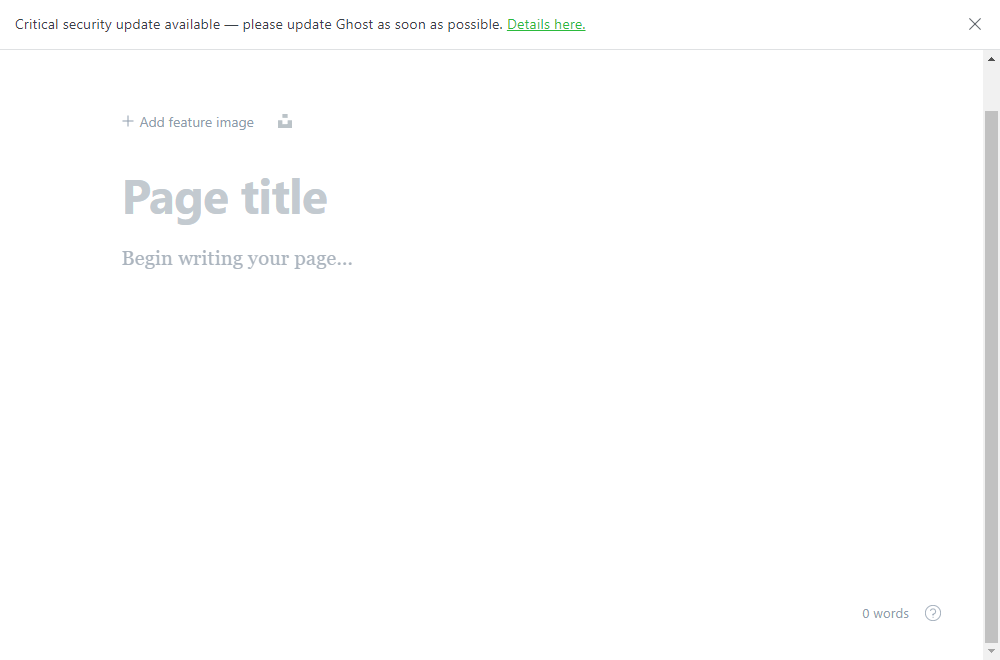 Critical security update available — please update Ghost as soon as possible. Details here.
Add feature image
Page title
Begin writing your page...
0 words